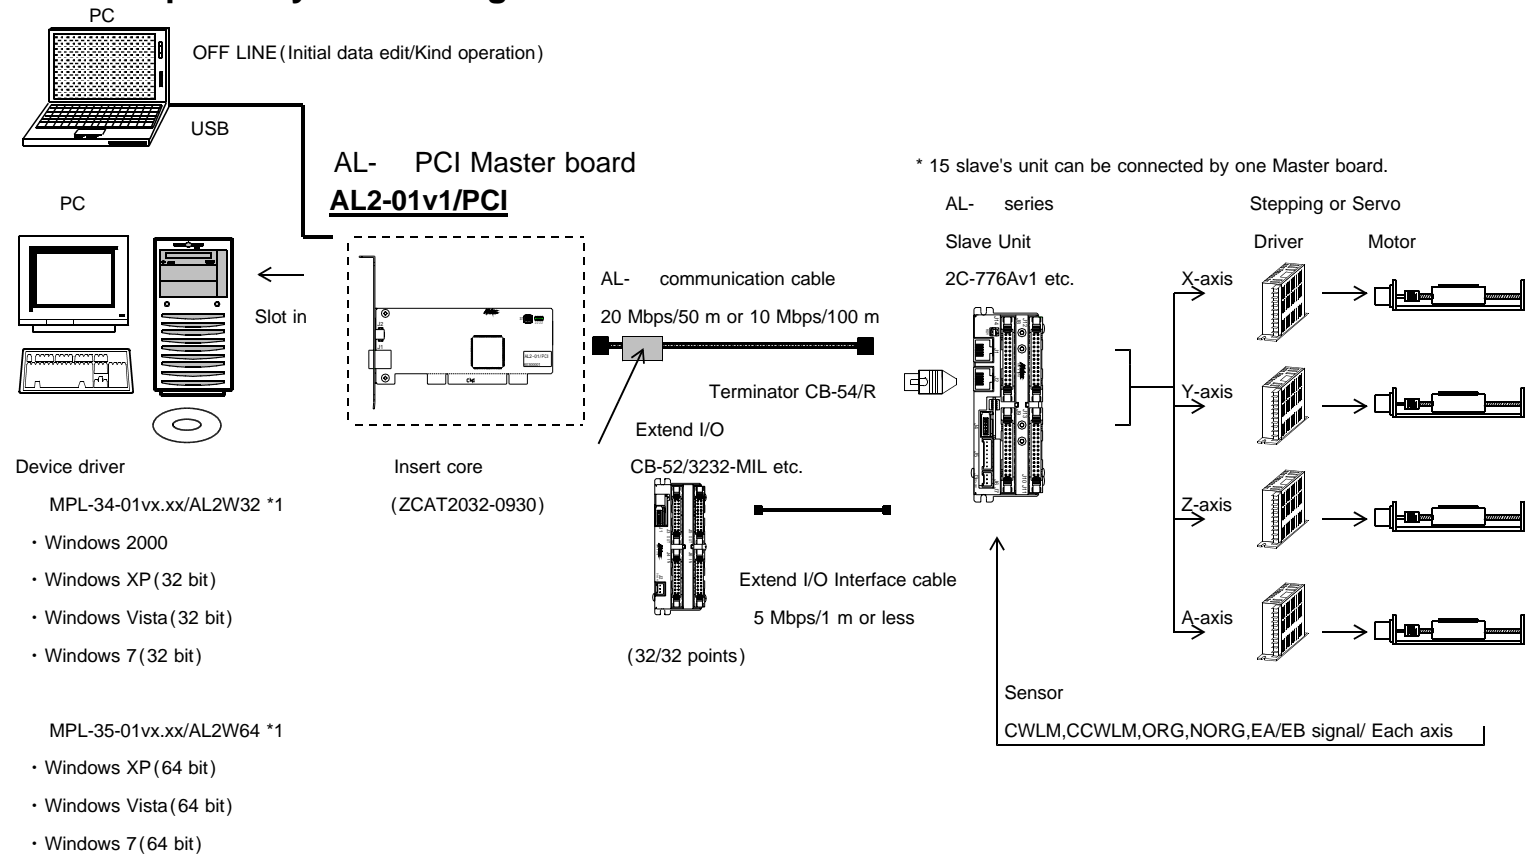 PC
OFF LINE(Initial data edit/Kind operation)
USB
AL- PCI Master board
AL2-01v1/PCI
* 15 slave's unit can be connected by one Master board.
PC
AL- series
Slave Unit
2C-776Av1 etc.
Stepping or Servo
Driver Motor
Slot in
AL- communication cable
20 Mbps/50 m or 10 Mbps/100 m
X-axis
Y-axis
Z-axis
A-axis
Terminator CB-54/R
Extend I/O
CB-52/3232-MIL etc.
Insert core
(ZCAT2032-0930)
Device driver
MPL-34-01vx.xx/AL2W32 *1
・Windows 2000
・Windows XP(32 bit)
・Windows Vista(32 bit)
・Windows 7(32 bit)
Extend I/O Interface cable
5 Mbps/1 m or less
(32/32 points)
Sensor
CWLM,CCWLM,ORG,NORG,EA/EB signal/ Each axis
MPL-35-01vx.xx/AL2W64 *1
・Windows XP(64 bit)
・Windows Vista(64 bit)
・Windows 7(64 bit)